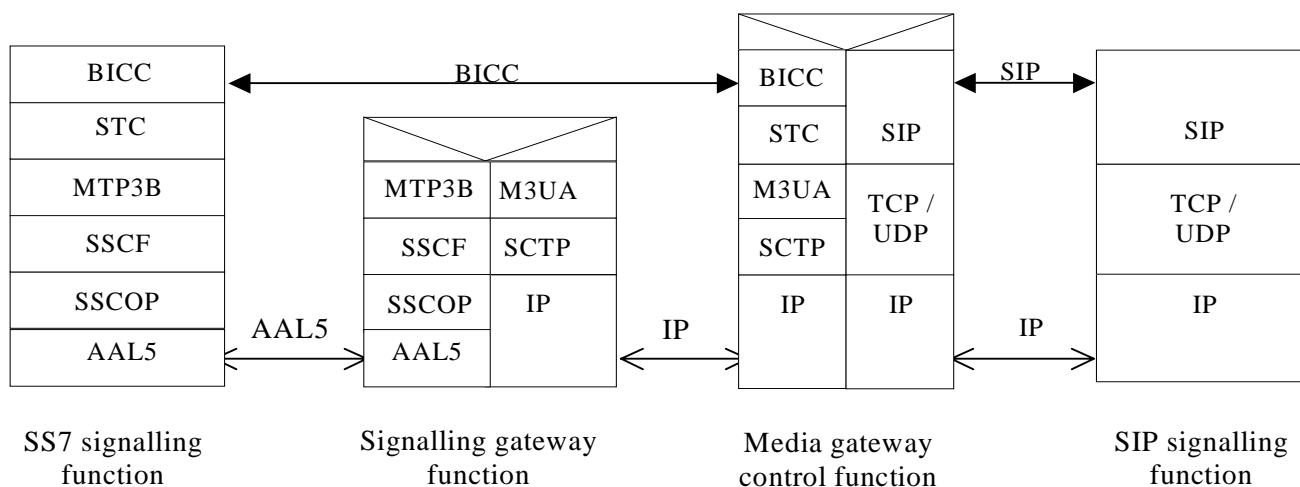 BICC
STC
MTP3B
SSCF
SSCOP
AAL5
SS7 signalling
function
BICC
AAL5
MTP3B
SSCF
SSCOP
AAL5
M3UA
SCTP
IP
Signalling gateway
function
IP
BICC
STC
M3UA
SCTP
IP
SIP
TCP /
UDP
IP
Media gateway
control function
SIP
IP
SIP
TCP /
UDP
IP
SIP signalling
function